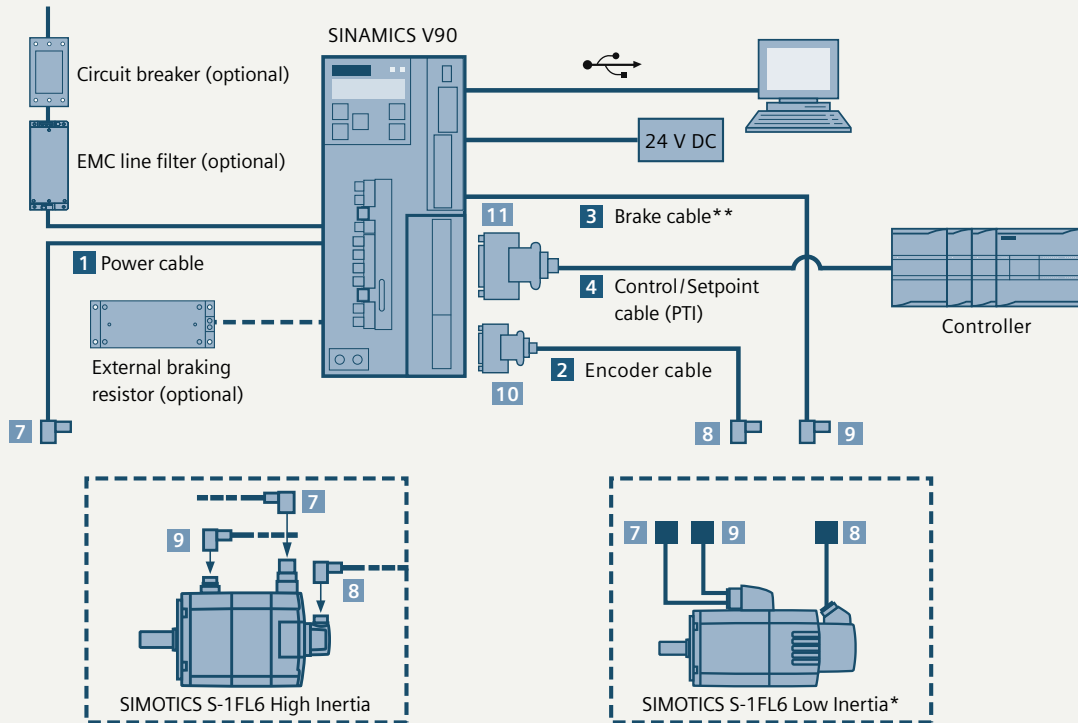 SINAMICS V90
Circuit breaker (optional)
EMC line filter (optional)
24 V DC
11
3 Brake cable**
1 Power cable
4 Control/Setpoint
cable (PTI)
Controller
External braking
resistor (optional)
2 Encoder cable
10
7
8
9
7
9
8
SIMOTICS S-1FL6 High Inertia
7
9
8
SIMOTICS S-1FL6 Low Inertia*